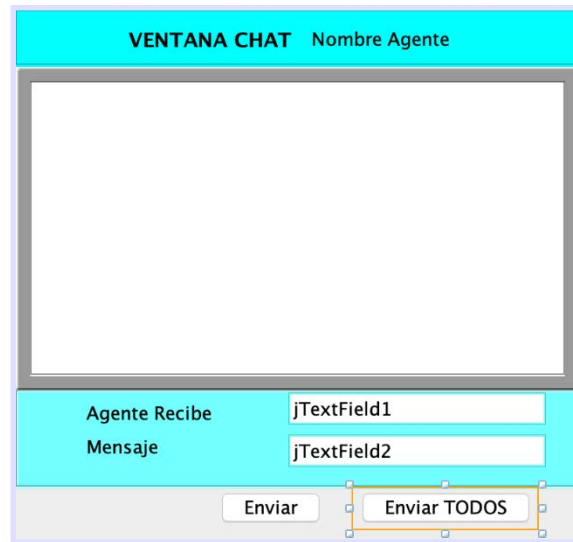 VENTANA CHAT Nombre Agente
Agente Recibe jTextField1
Mensaje jTextField2
Enviar Enviar TODOS